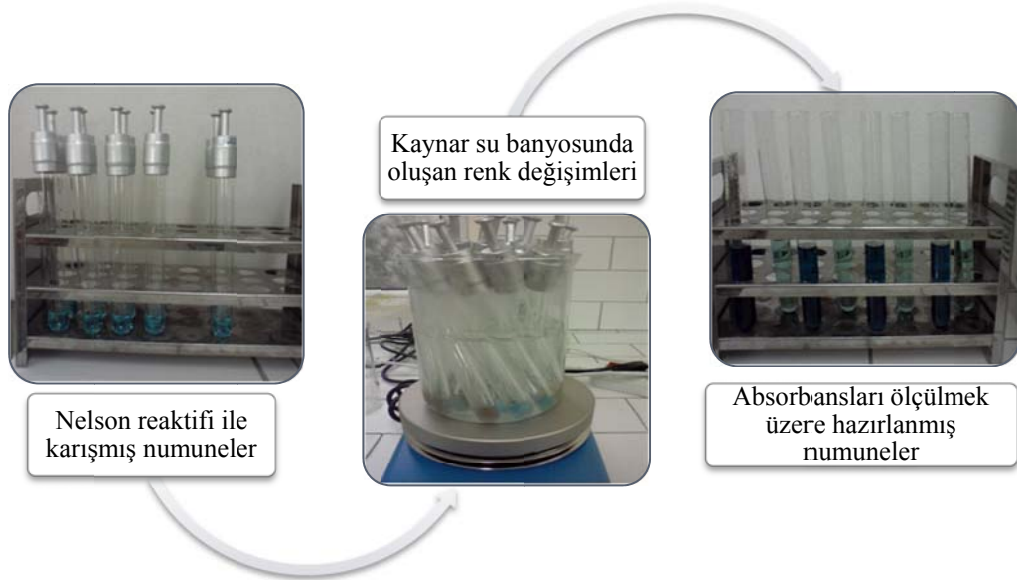 Nelson reaktifi ile
karışmış numuneler
Kaynar su banyosunda
oluşan renk değişimleri
Absorbansları ölçülmek
üzere hazırlanmış
numuneler